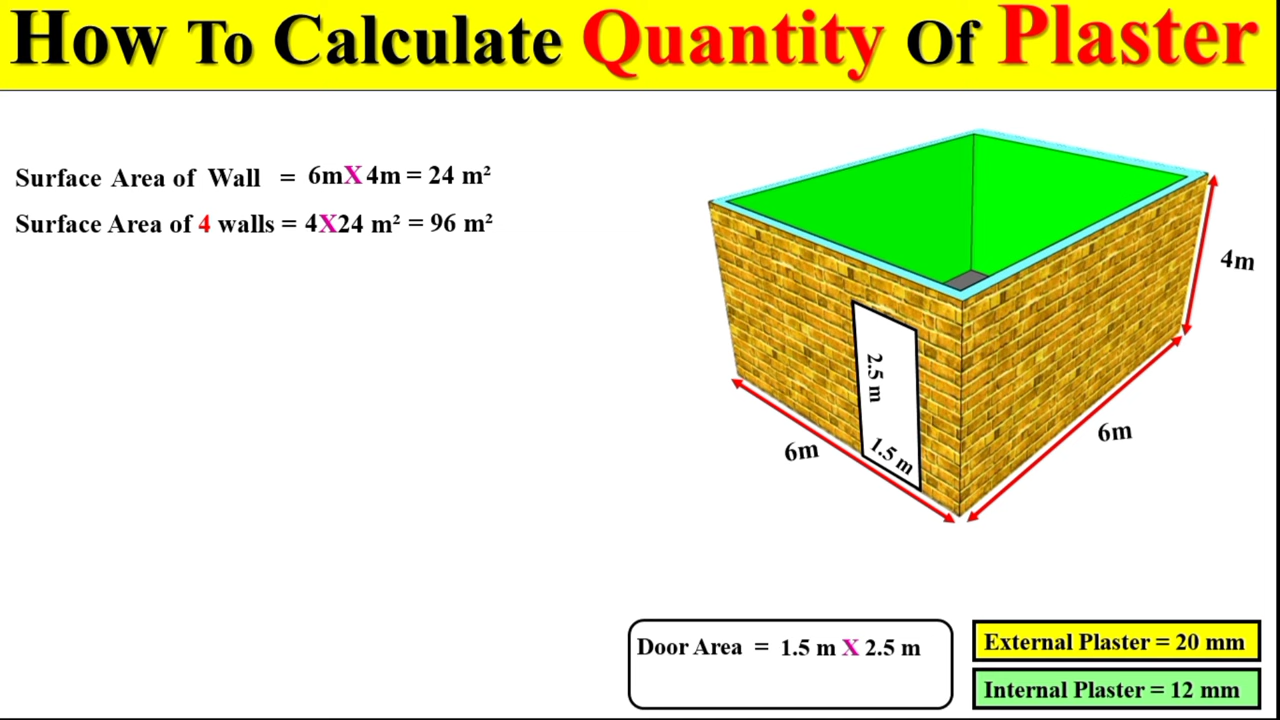 How To Calculate Quantity Of Plaster
Surface Area of Wall = 6mX4m = 24 m²
Surface Area of 4 walls = 4X24 m² = 96 m²
4m
2.5 m
1.5 m
6m
6m
Door Area = 1.5 m X 2.5 m
External Plaster = 20 mm
Internal Plaster = 12 mm